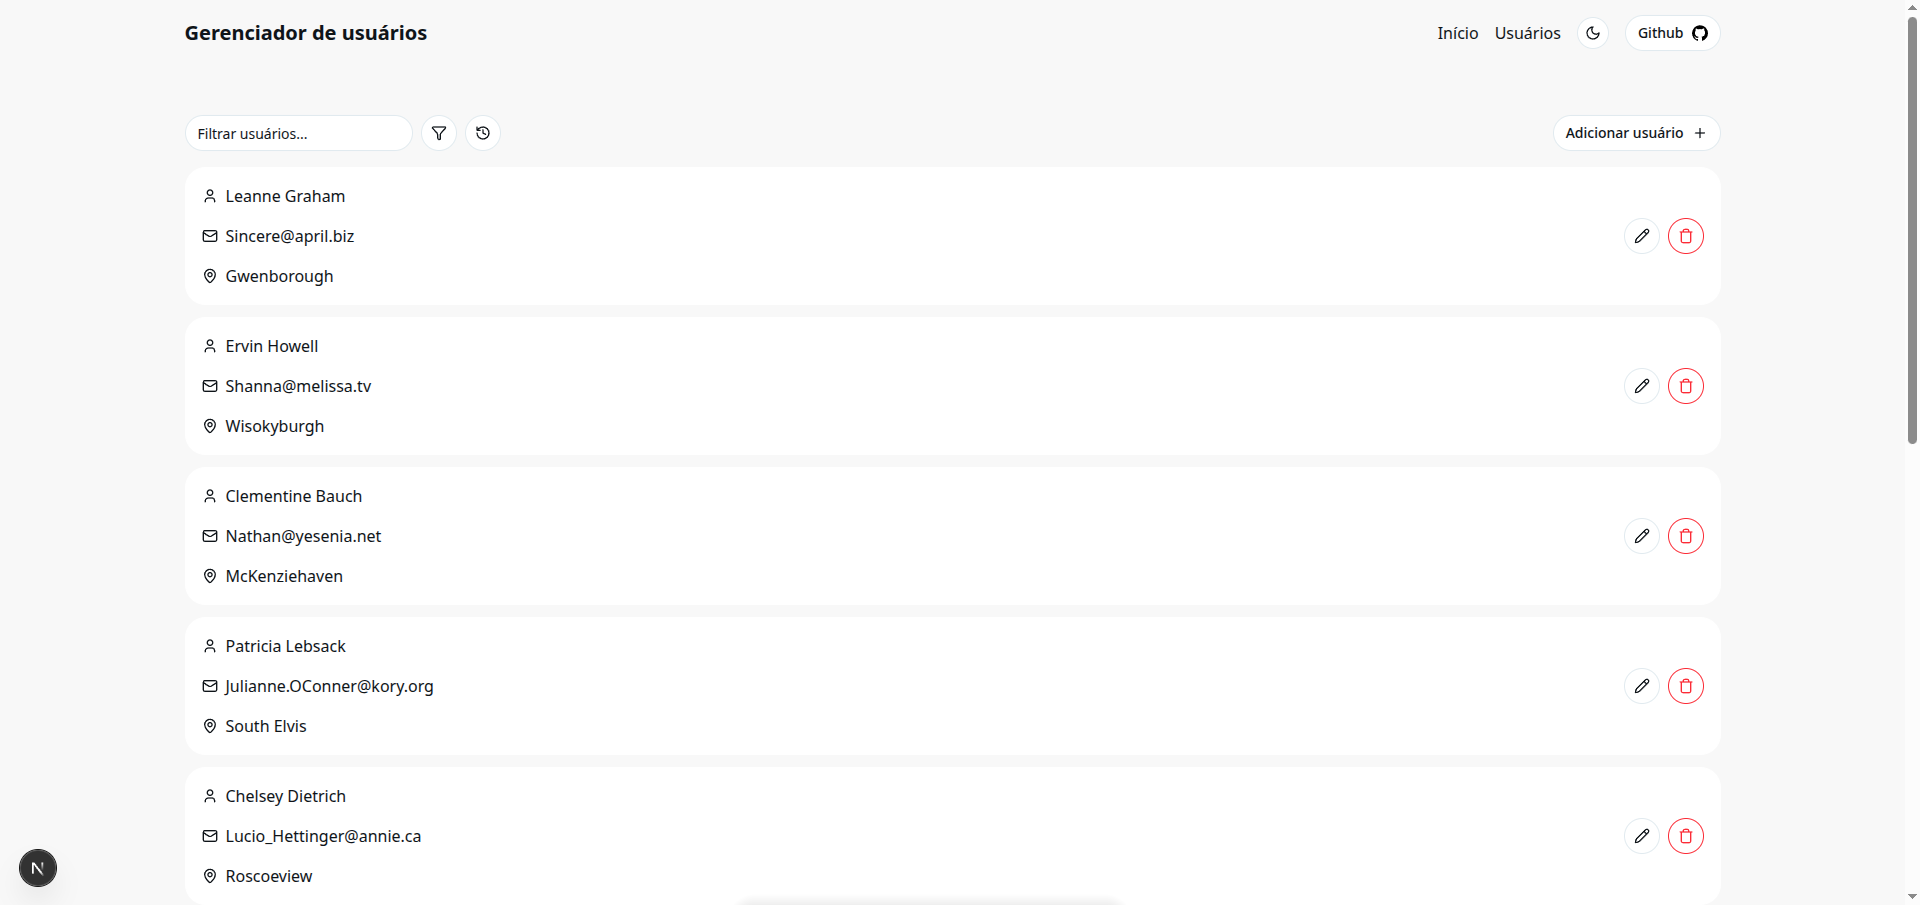 Gerenciador de usuários
Início
Usuários
Github
Filtrar usuários...
Adicionar usuário
Leanne Graham
Sincere@april.biz
Gwenborough
Ervin Howell
Shanna@melissa.tv
Wisokyburgh
Clementine Bauch
Nathan@yesenia.net
McKenziehaven
Patricia Lebsack
Julianne.OConner@kory.org
South Elvis
Chelsey Dietrich
Lucio_Hettinger@annie.ca
Roscoeview
N